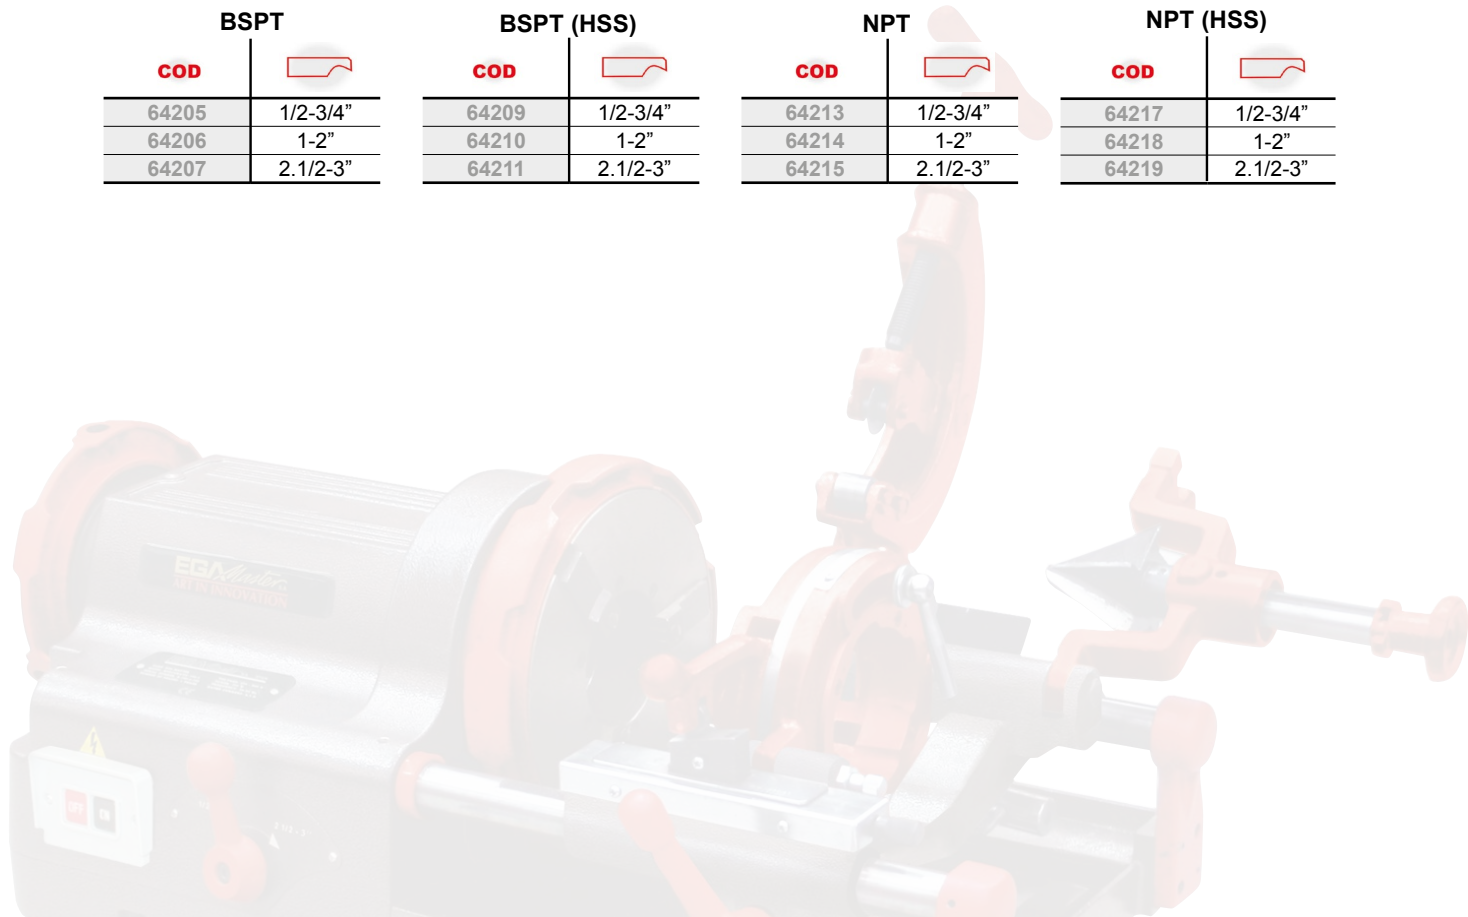 BSPT
COD
64205 1/2-3/4”
64206 1-2”
64207 2.1/2-3”
BSPT (HSS)
COD
64209 1/2-3/4”
64210 1-2”
64211 2.1/2-3”
NPT
COD
64213 1/2-3/4”
64214 1-2”
64215 2.1/2-3”
NPT (HSS)
COD
64217 1/2-3/4”
64218 1-2”
64219 2.1/2-3”
EGA Master
ART IN INNOVATION
OFF ON